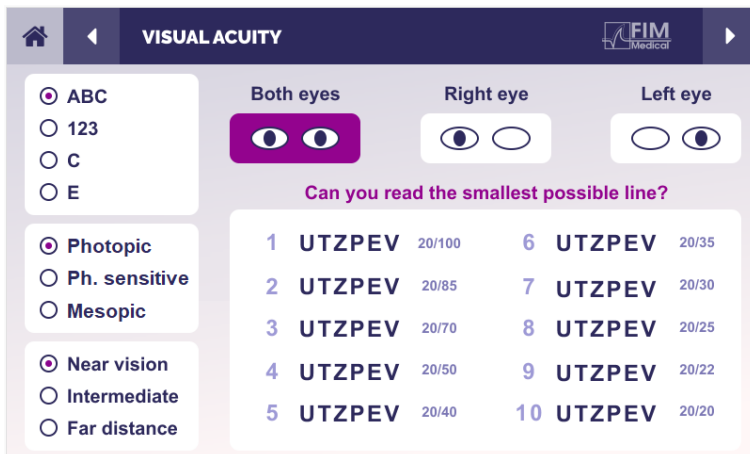 VISUAL ACUITY
FIM
Medical
ABC
123
C
E
Photopic
Ph. sensitive
Mesopic
Near vision
Intermediate
Far distance
Both eyes Right eye Left eye
Can you read the smallest possible line?
1 UTZPEV 20/100 6 UTZPEV 20/35
2 UTZPEV 20/85 7 UTZPEV 20/30
3 UTZPEV 20/70 8 UTZPEV 20/25
4 UTZPEV 20/50 9 UTZPEV 20/22
5 UTZPEV 20/40 10 UTZPEV 20/20